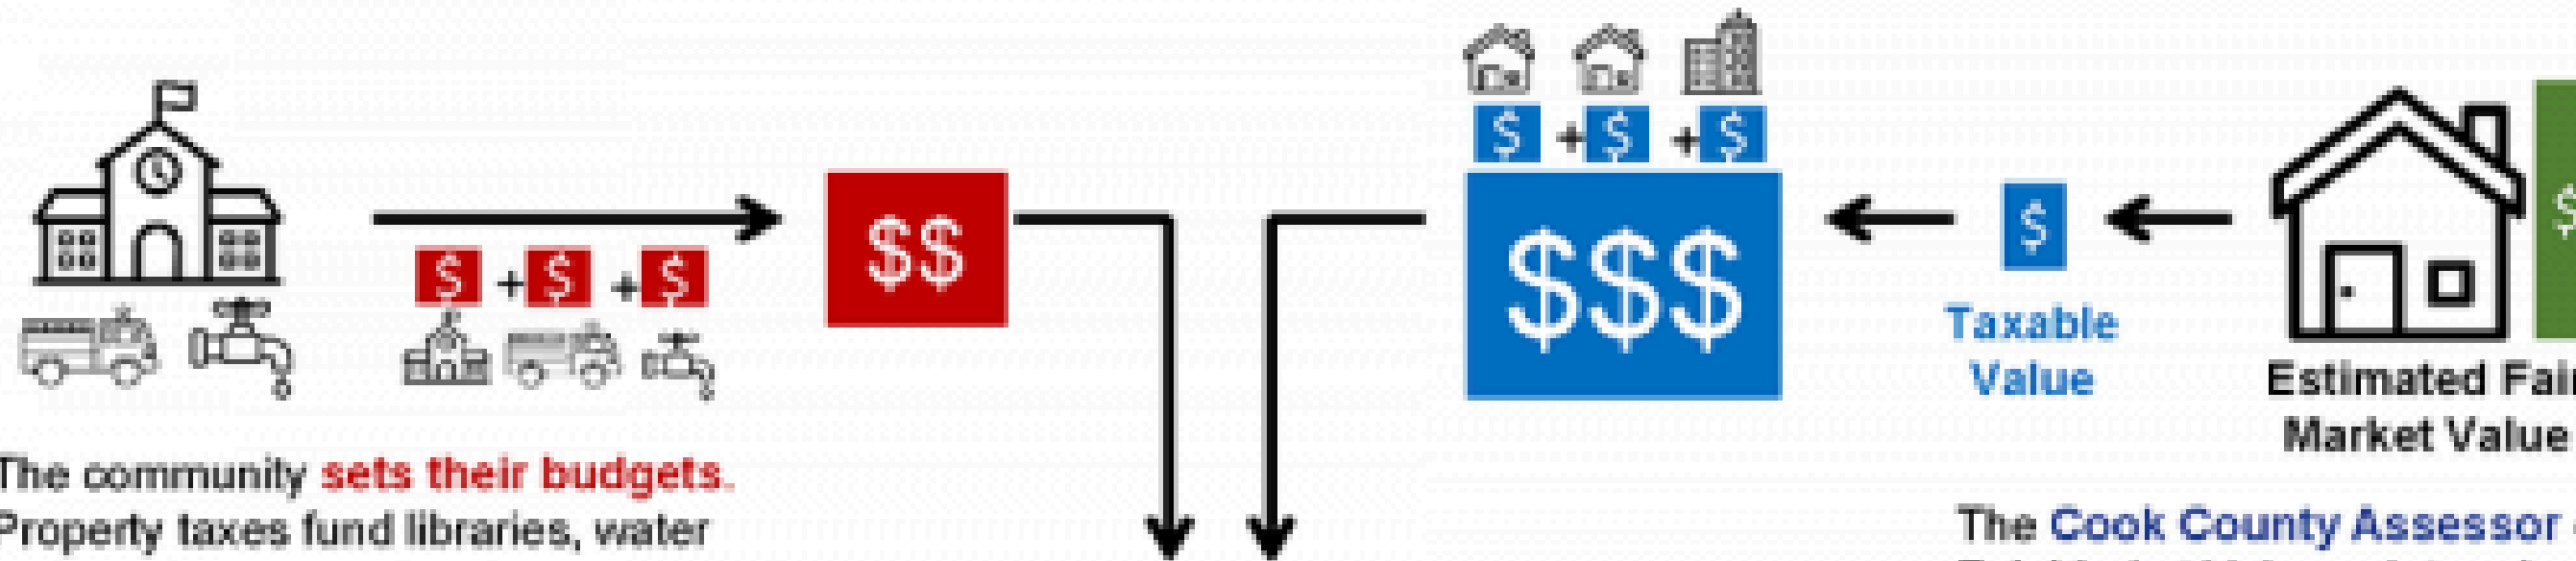 $ + $ + $
$ + $ + $
$$
$$$
$
$
Taxable
Value
Estimated Fair
Market Value
The community sets their budgets.
Property taxes fund libraries, water
The Cook County Assessor